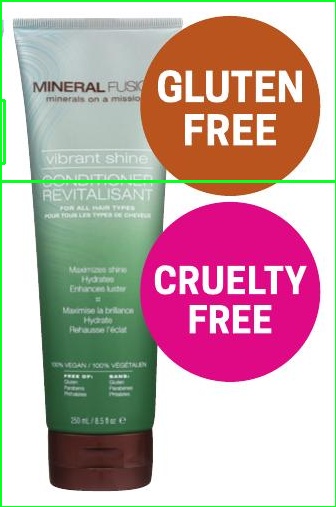 MINERAL FUSIO
minerals on a missio
GLUTEN
FREE
vibrant shine
CONDITIONER
REVITALISANT
FOR ALL HAIR TYPES
POUR TOUS LES TYPES DE CHEVEUX
CRUELTY
FREE
Maximizes shine
Hydrates
Enhances luster
Maximise la brillance
Hydrate
Rehausse l'éclat
100% VEGAN / 100% VÉGÉTALIEN
FREE OF: SANS:
Gluten Gluten
Parabens Parabènes
Phthalates Phtalates
250 mL / 8.5 fl oz e